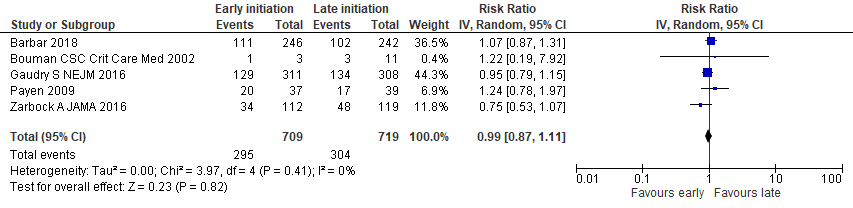 Early initiation Late initiation Risk Ratio Risk Ratio
Study or Subgroup Events Total Events Total Weight IV, Random, 95% CI IV, Random, 95% CI
Barbar 2018 111 246 102 242 36.5% 1.07 [0.87, 1.31]
Bouman CSC Crit Care Med 2002 1 3 3 11 0.4% 1.22 [0.19, 7.92]
Gaudry S NEJM 2016 129 311 134 308 44.3% 0.95 [0.79, 1.15]
Payen 2009 20 37 17 39 6.9% 1.24 [0.78, 1.97]
Zarbock A JAMA 2016 34 112 48 119 11.8% 0.75 [0.53, 1.07]
Total (95% CI) 709 719 100.0% 0.99 [0.87, 1.11]
Total events 295 304
Heterogeneity: Tau² = 0.00; Chi² = 3.97, df = 4 (P = 0.41); I² = 0%
Test for overall effect: Z = 0.23 (P = 0.82)
0.01 0.1 1 10 100
Favours early Favours late